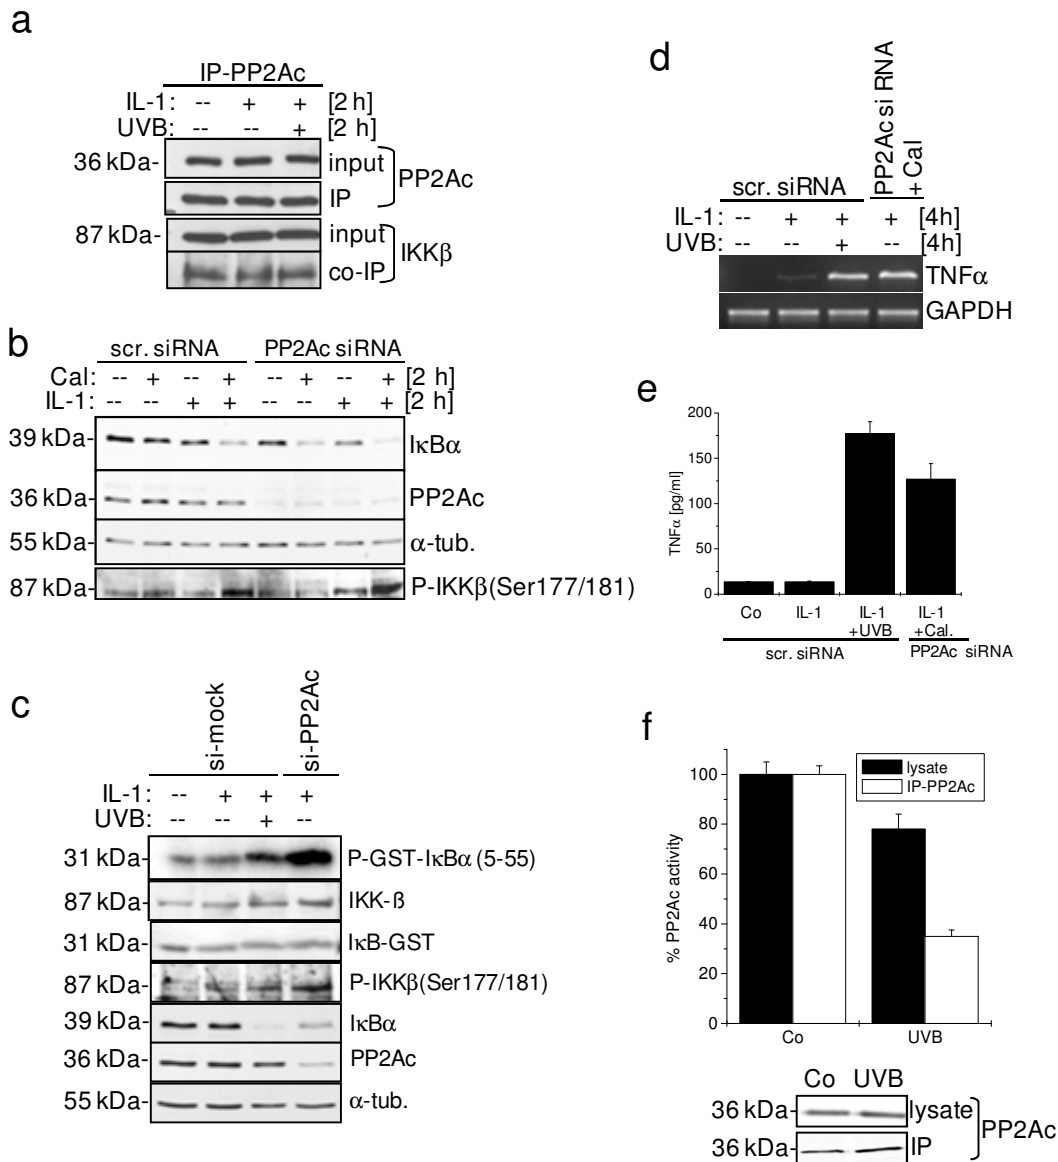 a
IP-PP2Ac
IL-1: -- + + [2 h]
UVB: -- -- + [2 h]
36 kDa- input
IP
PP2Ac
87 kDa- input
co-IP
IKKβ
b
scr. siRNA PP2Ac siRNA
Cal: -- + -- + -- + -- + [2 h]
IL-1: -- -- + + -- -- + + [2 h]
39 kDa- IκBα
36 kDa- PP2Ac
55 kDa- α-tub.
87 kDa- P-IKKβ(Ser177/181)
c
si-mock si-PP2Ac
IL-1: -- + + +
UVB: -- -- + --
31 kDa- P-GST-IκBα (5-55)
87 kDa- IKK-ß
31 kDa- IκB-GST
87 kDa- P-IKKβ(Ser177/181)
39 kDa- IκBα
36 kDa- PP2Ac
55 kDa- α-tub.
d
scr. siRNA PP2Ac si RNA + Cal
IL-1: -- + + + [4h]
UVB: -- -- + -- [4h]
TNFα
GAPDH
e
TNFα [pg/ml]
200
150
100
50
0
Co IL-1 IL-1 +UVB IL-1 +Cal.
scr. siRNA PP2Ac siRNA
f
% PP2Ac activity
100
80
60
40
20
0
lysate
IP-PP2Ac
Co UVB
Co UVB
36 kDa- lysate
36 kDa- IP
PP2Ac